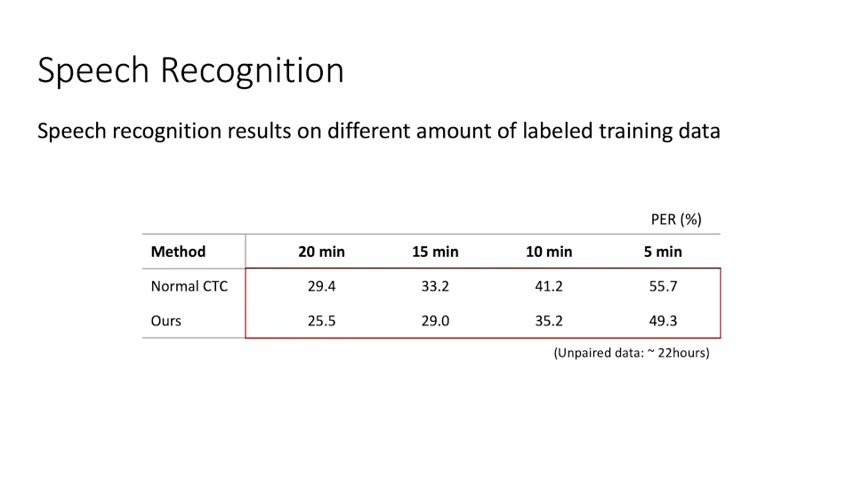 Speech Recognition
Speech recognition results on different amount of labeled training data
PER (%)
Method 20 min 15 min 10 min 5 min
Normal CTC 29.4 33.2 41.2 55.7
Ours 25.5 29.0 35.2 49.3
(Unpaired data: ~ 22hours)